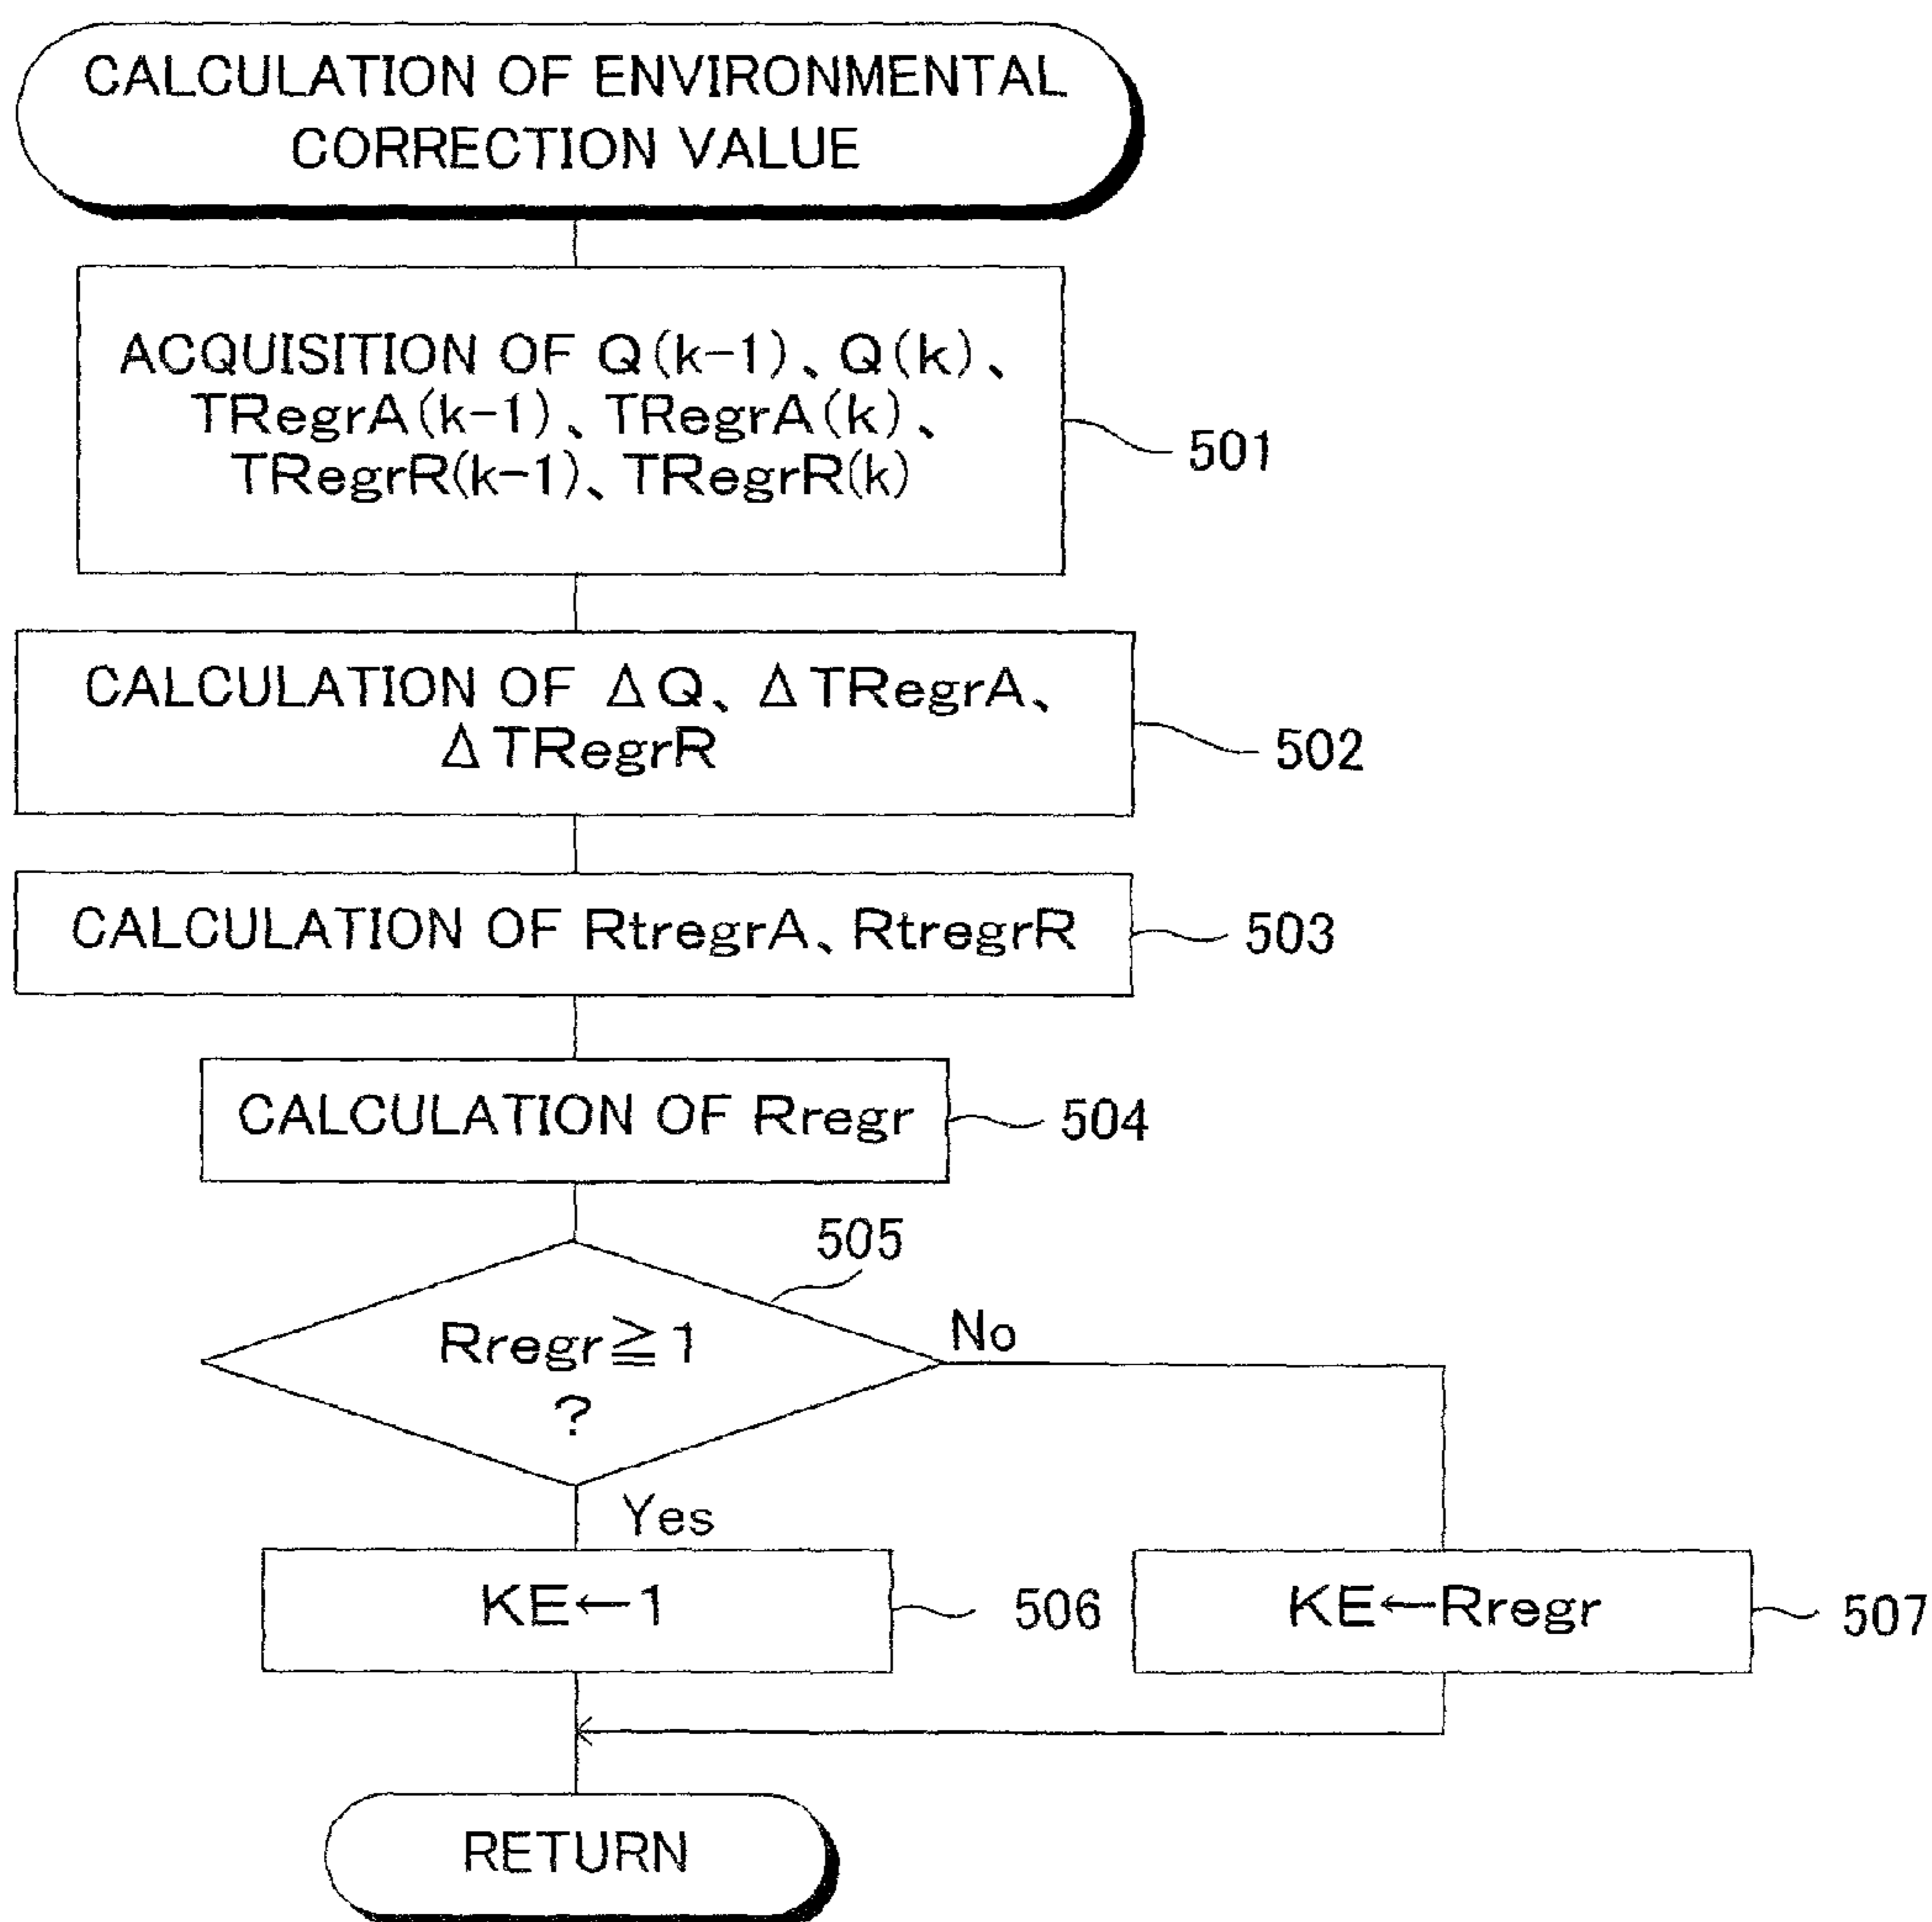 CALCULATION OF ENVIRONMENTAL
CORRECTION VALUE
ACQUISITION OF Q(k-1)、Q(k)、
TRegrA(k-1)、TRegrA(k)、
TRegrR(k-1)、TRegrR(k)
501
CALCULATION OF ΔQ、ΔTRegrA、
ΔTRegrR
502
CALCULATION OF RtregrA、RtregrR
503
CALCULATION OF Rregr
504
505
Rregr≧1
?
No
Yes
KE←1
506
KE←Rregr
507
RETURN